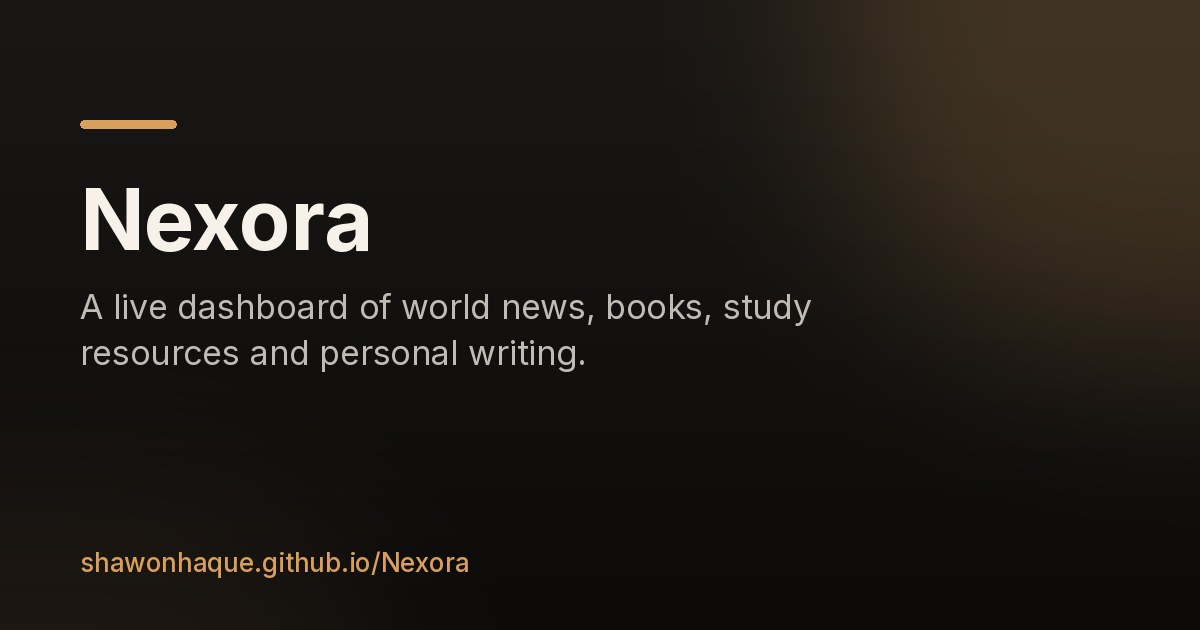 Nexora
A live dashboard of world news, books, study
resources and personal writing.
shawonhaque.github.io/Nexora